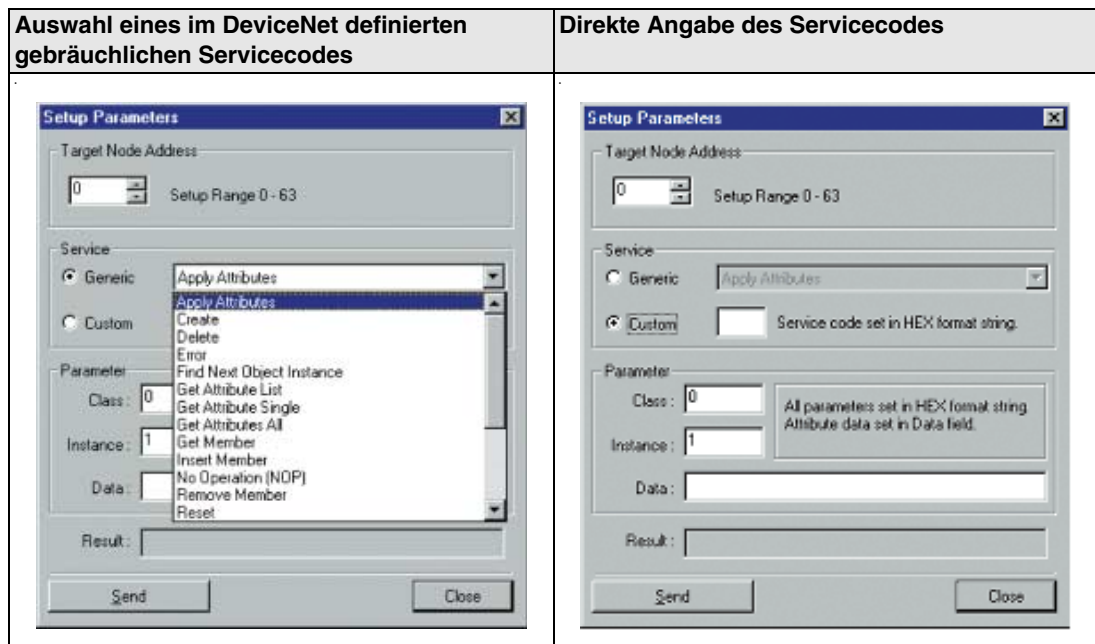 Auswahl eines im DeviceNet definierten
gebräuchlichen Servicecodes
Direkte Angabe des Servicecodes
Setup Parameters
Target Node Address
0
Setup Range 0 - 63
Service
Generic
Apply Attributes
Apply Attributes
Create
Custom
Delete
Error
Find Next Object Instance
Parameter
Get Attribute List
Class : 0
Get Attribute Single
Get Attributes All
Get Member
Instance : 1
Insert Member
No Operation (NOP)
Data :
Remove Member
Reset
Result :
Send
Close
Setup Parameters
Target Node Address
0
Setup Range 0 - 63
Service
Generic
Apply Attributes
Custom
Service code set in HEX format string.
Parameter
Class : 0
All parameters set in HEX format string.
Attribute data set in Data field.
Instance : 1
Data :
Result :
Send
Close